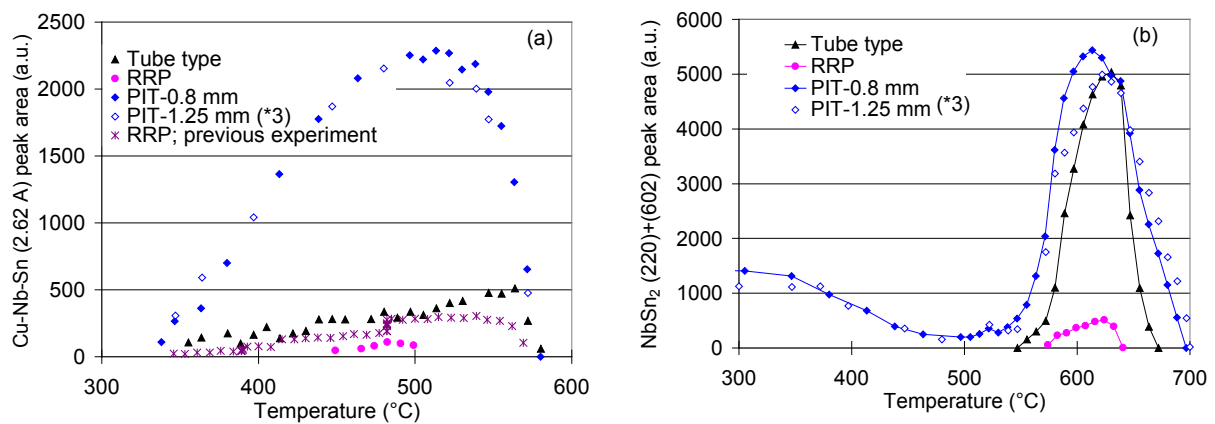 (a)
Cu-Nb-Sn (2.62 A) peak area (a.u.)
2500
2000
1500
1000
500
0
Tube type
RRP
PIT-0.8 mm
PIT-1.25 mm (*3)
RRP; previous experiment
300 400 500 600
Temperature (°C)
(b)
NbSn2 (220)+(602) peak area (a.u.)
6000
5000
4000
3000
2000
1000
0
Tube type
RRP
PIT-0.8 mm
PIT-1.25 mm (*3)
300 400 500 600 700
Temperature (°C)